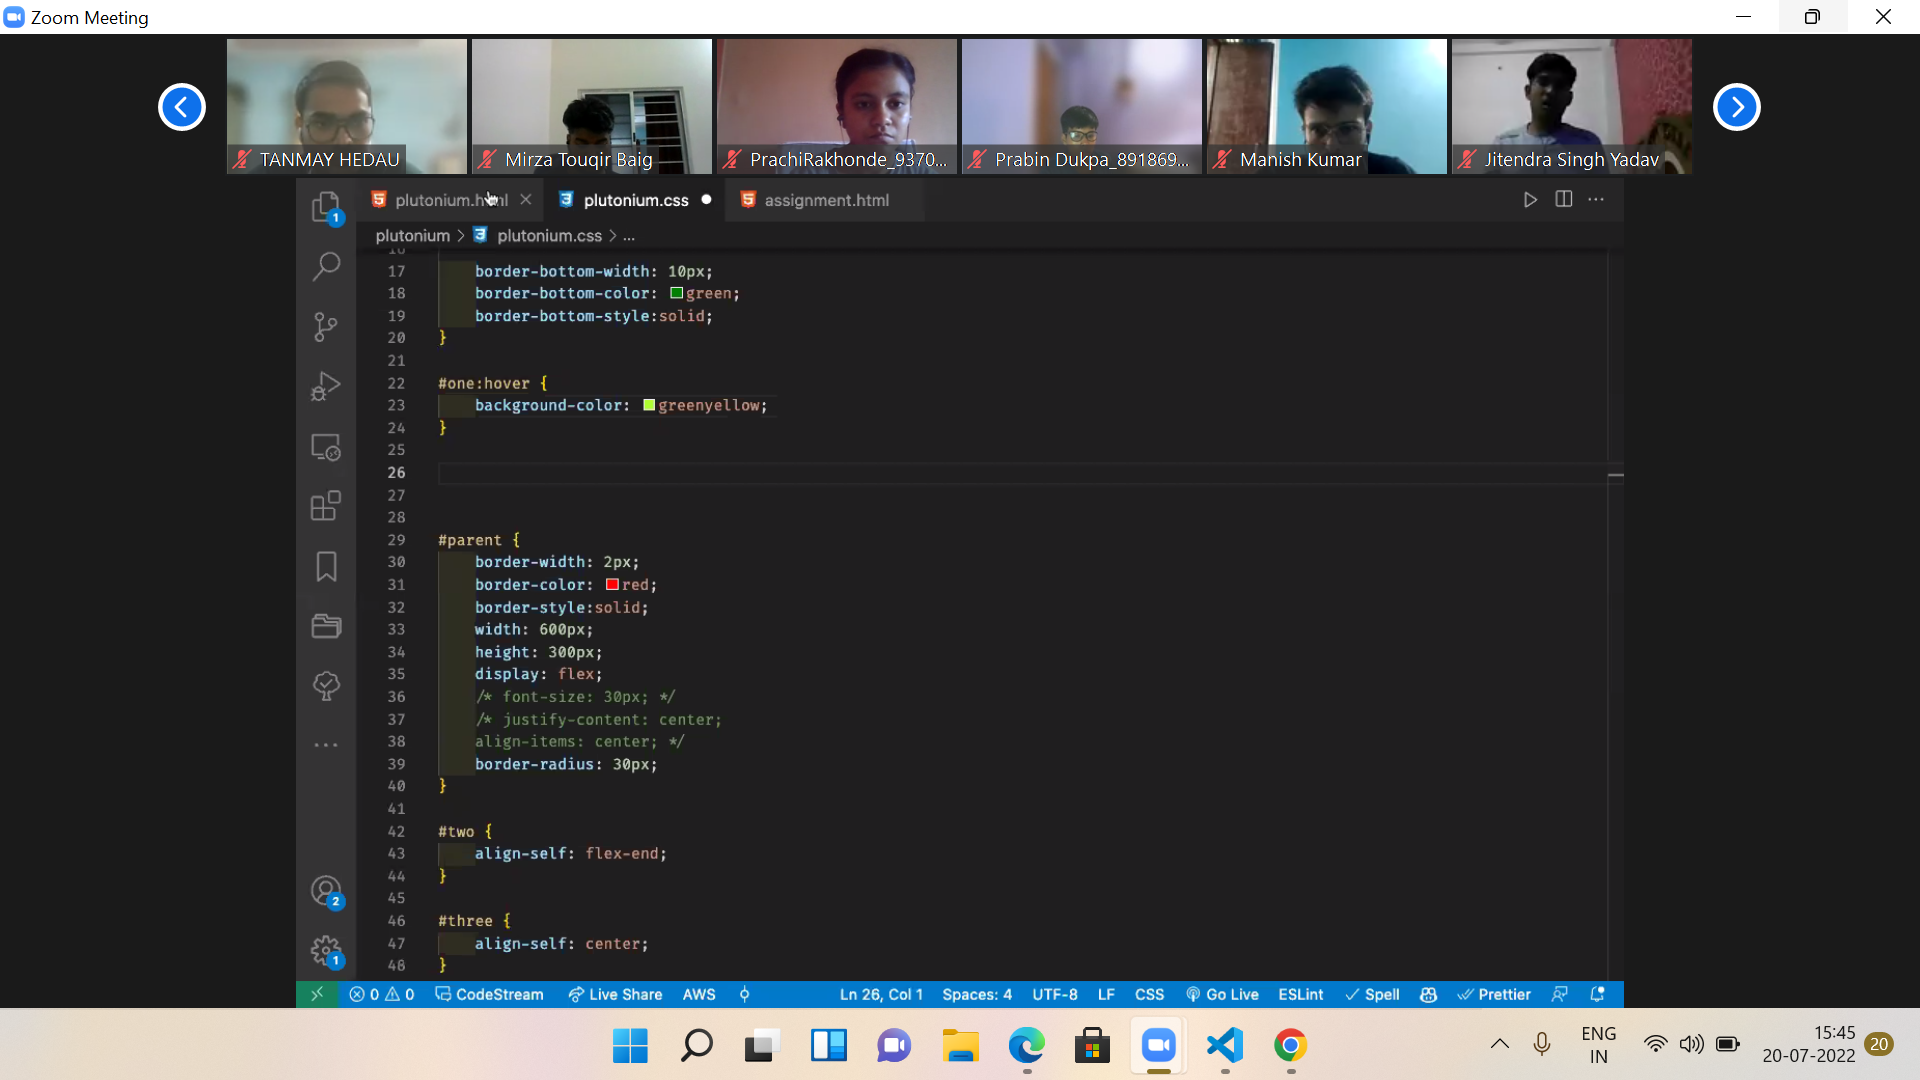 Zoom Meeting
TANMAY HEDAU
Mirza Touqir Baig
PrachiRakhonde_9370...
Prabin Dukpa_891869...
Manish Kumar
Jitendra Singh Yadav
plutonium.html
plutonium.css
assignment.html
plutonium > plutonium.css > ...
16
17 border-bottom-width: 10px;
18 border-bottom-color: green;
19 border-bottom-style:solid;
20 }
21
22 #one:hover {
23 background-color: greenyellow;
24 }
25
26
27
28
29 #parent {
30 border-width: 2px;
31 border-color: red;
32 border-style:solid;
33 width: 600px;
34 height: 300px;
35 display: flex;
36 /* font-size: 30px; */
37 /* justify-content: center;
38 align-items: center; */
39 border-radius: 30px;
40 }
41
42 #two {
43 align-self: flex-end;
44 }
45
46 #three {
47 align-self: center;
48 }
1
2
1
0 0 CodeStream Live Share AWS Ln 26, Col 1 Spaces: 4 UTF-8 LF CSS Go Live ESLint Spell Prettier
ENG
IN
15:45
20-07-2022
20